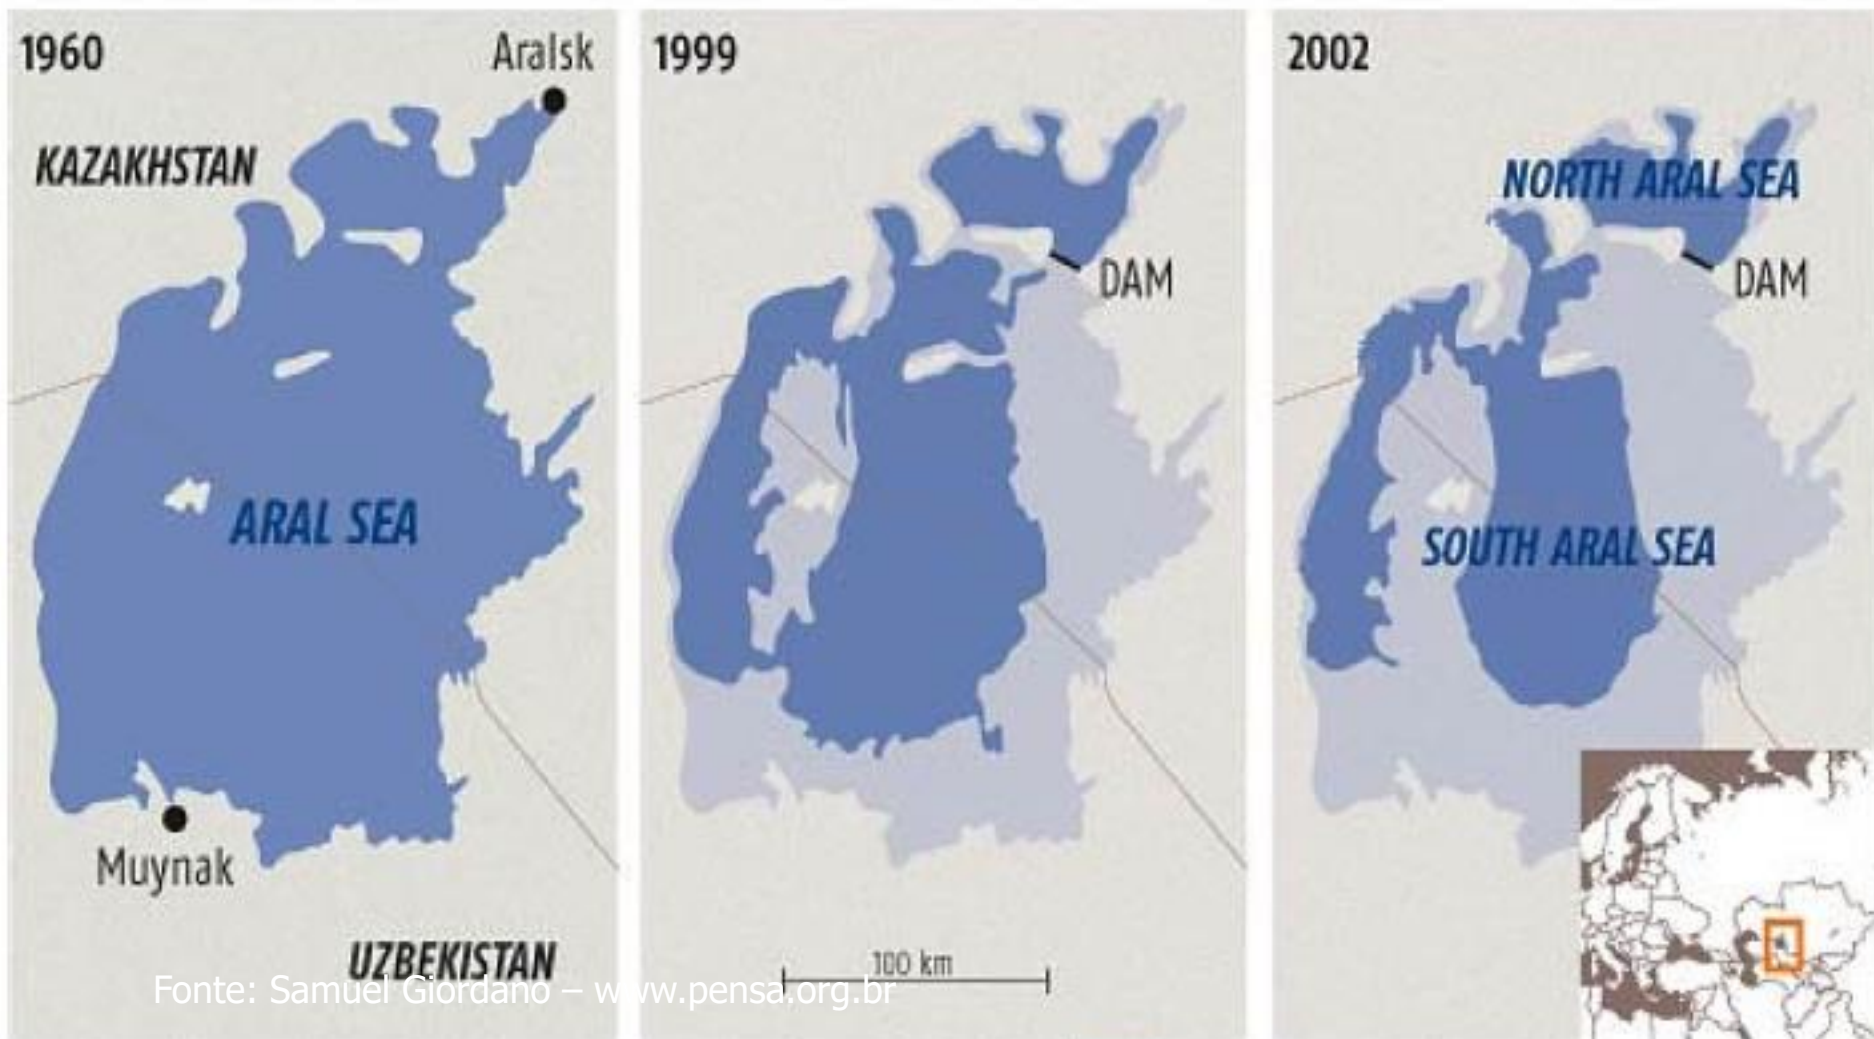 1960
Aralsk
KAZAKHSTAN
ARAL SEA
Muynak
UZBEKISTAN
1999
DAM
100 km
2002
NORTH ARAL SEA
DAM
SOUTH ARAL SEA
Fonte: Samuel Giordano – www.pensa.org.br